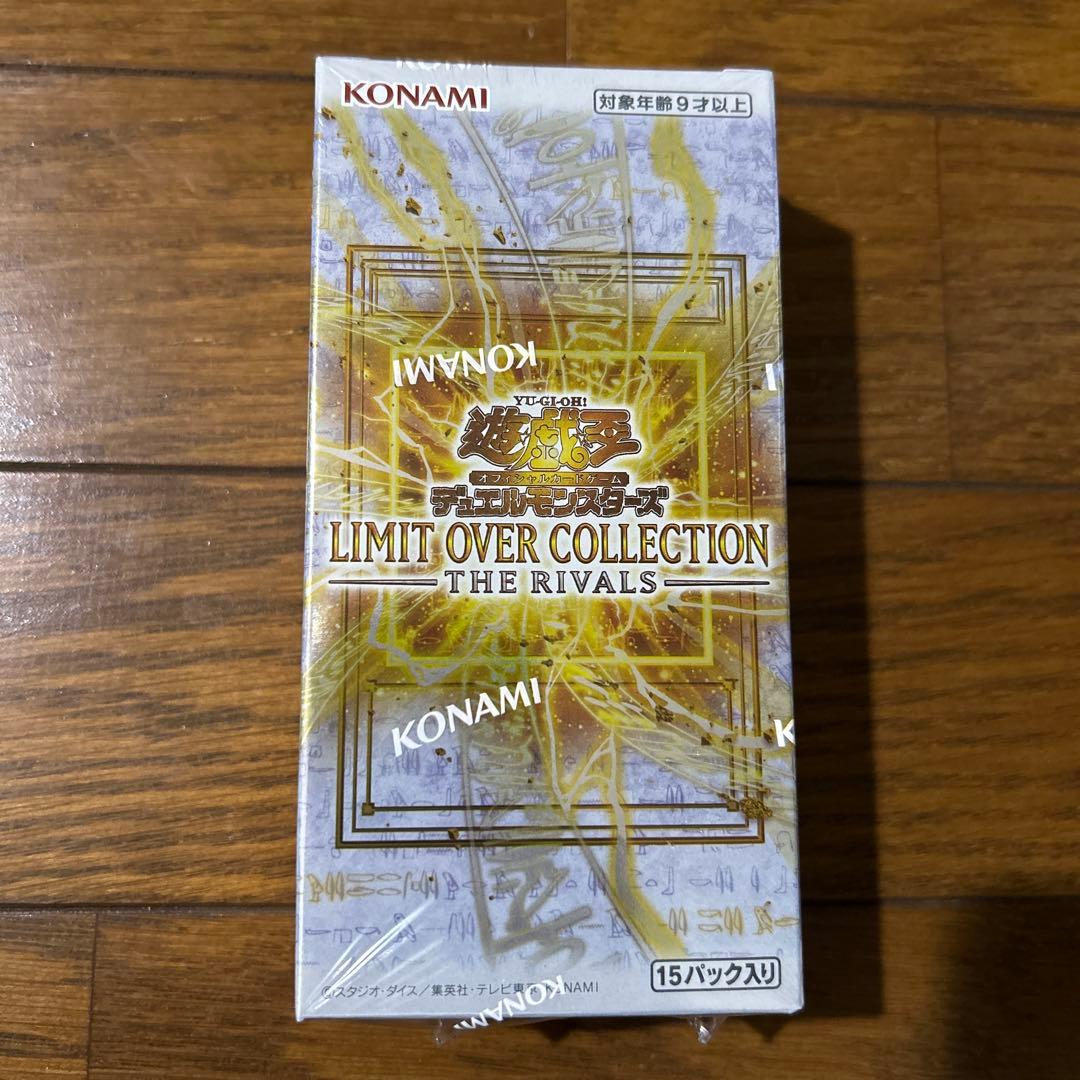 KONAMI
対象年齢9才以上
KONAMI
YU-GI-OH!
遊戯王
オフィシャルカードゲーム
デュエルモンスターズ
LIMIT OVER COLLECTION
THE RIVALS
KONAMI
15パック入り
©スタジオ・ダイス/集英社・テレビ東京・KONAMI
KONAMI